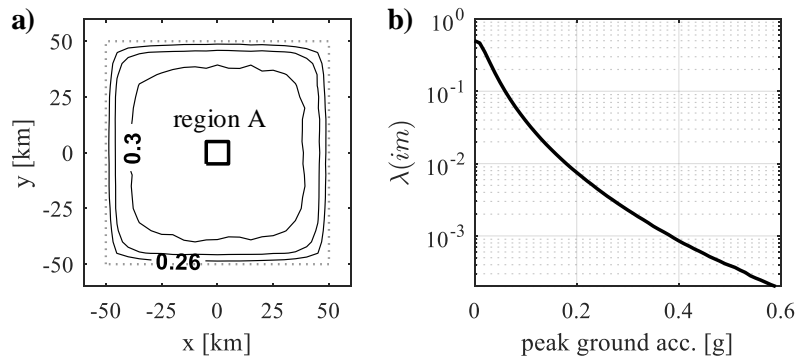 a)
50
25
0
-25
-50
y [km]
region A
0.3
0.26
-50 -25 0 25 50
x [km]
b)
10^0
10^-1
10^-2
10^-3
λ(im)
0 0.2 0.4 0.6
peak ground acc. [g]